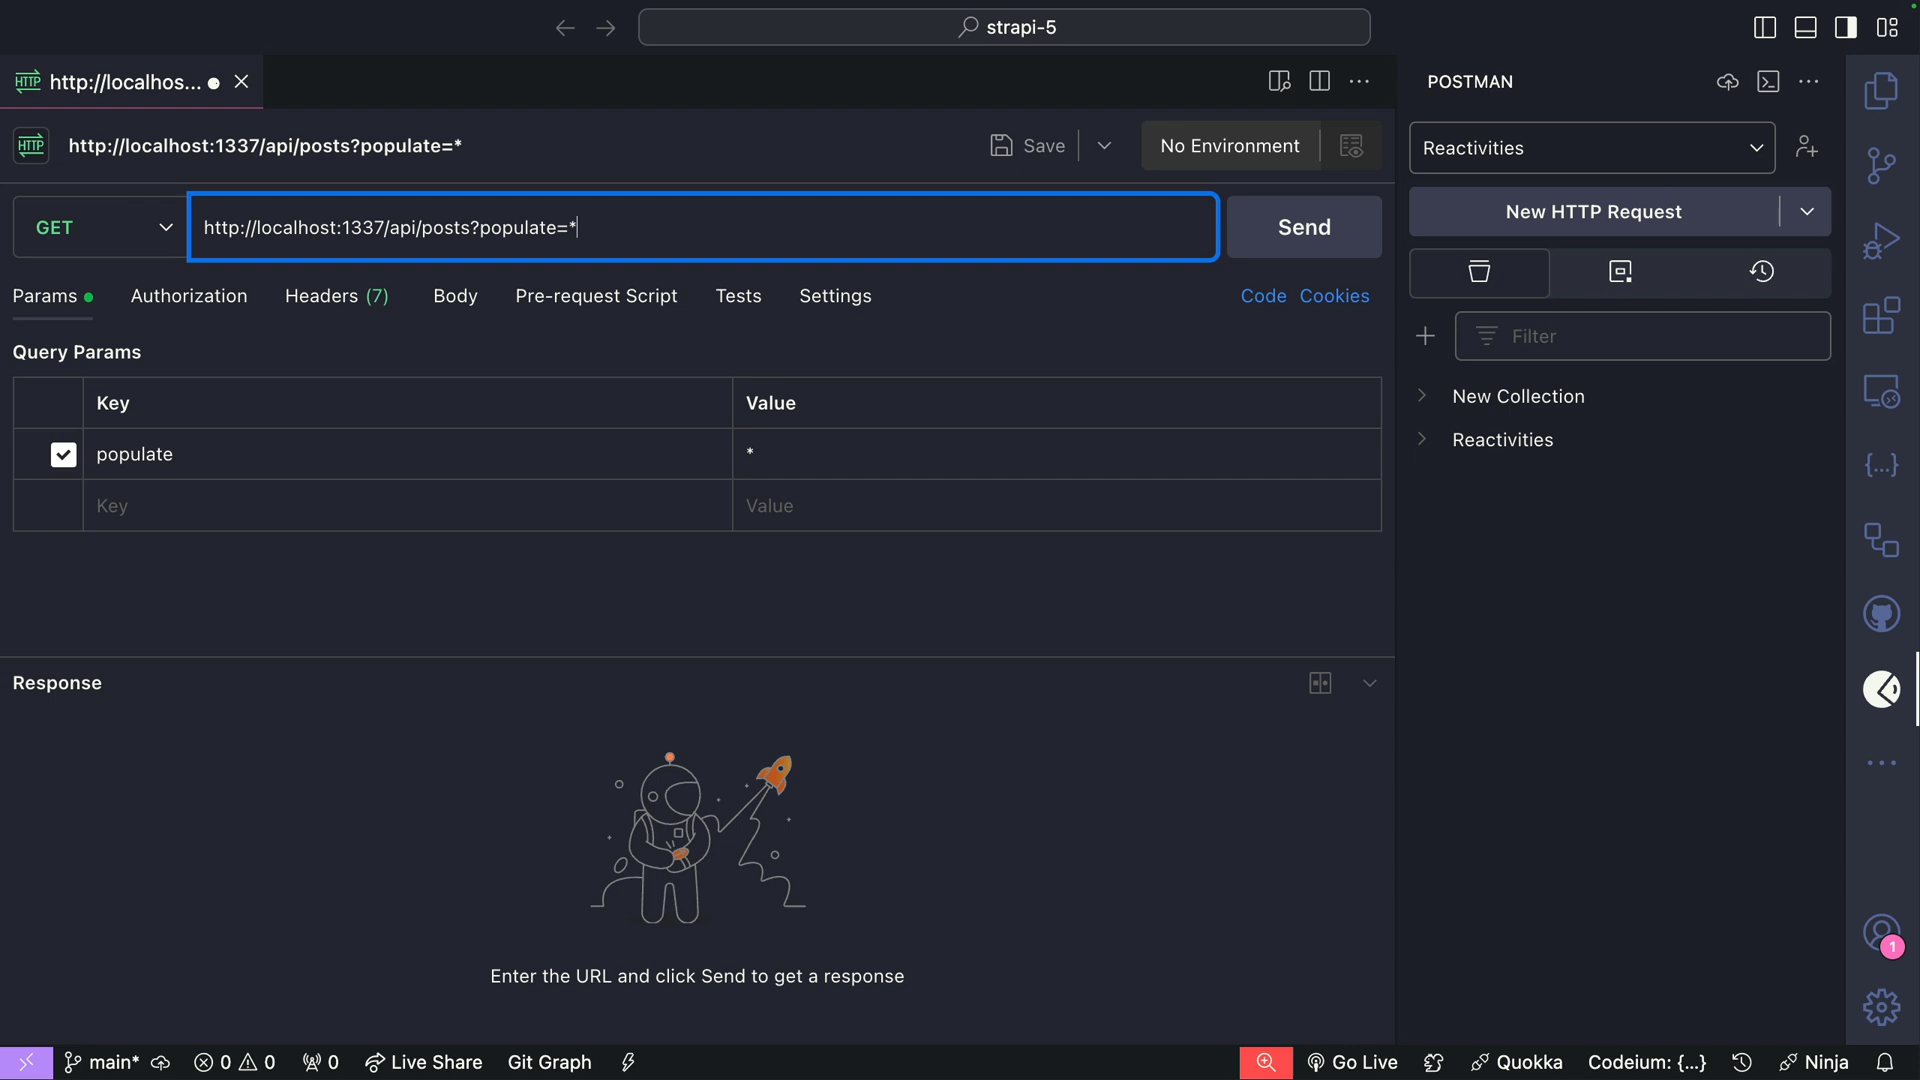 strapi-5
HTTP http://localhos...
POSTMAN
HTTP http://localhost:1337/api/posts?populate=*
Save
No Environment
Reactivities
GET
http://localhost:1337/api/posts?populate=*
Send
New HTTP Request
Params
Authorization
Headers (7)
Body
Pre-request Script
Tests
Settings
Code
Cookies
Filter
Query Params
Key
Value
populate
*
Key
Value
New Collection
Reactivities
Response
Enter the URL and click Send to get a response
1
main*
0
0
0
Live Share
Git Graph
Go Live
Quokka
Codeium: {...}
Ninja